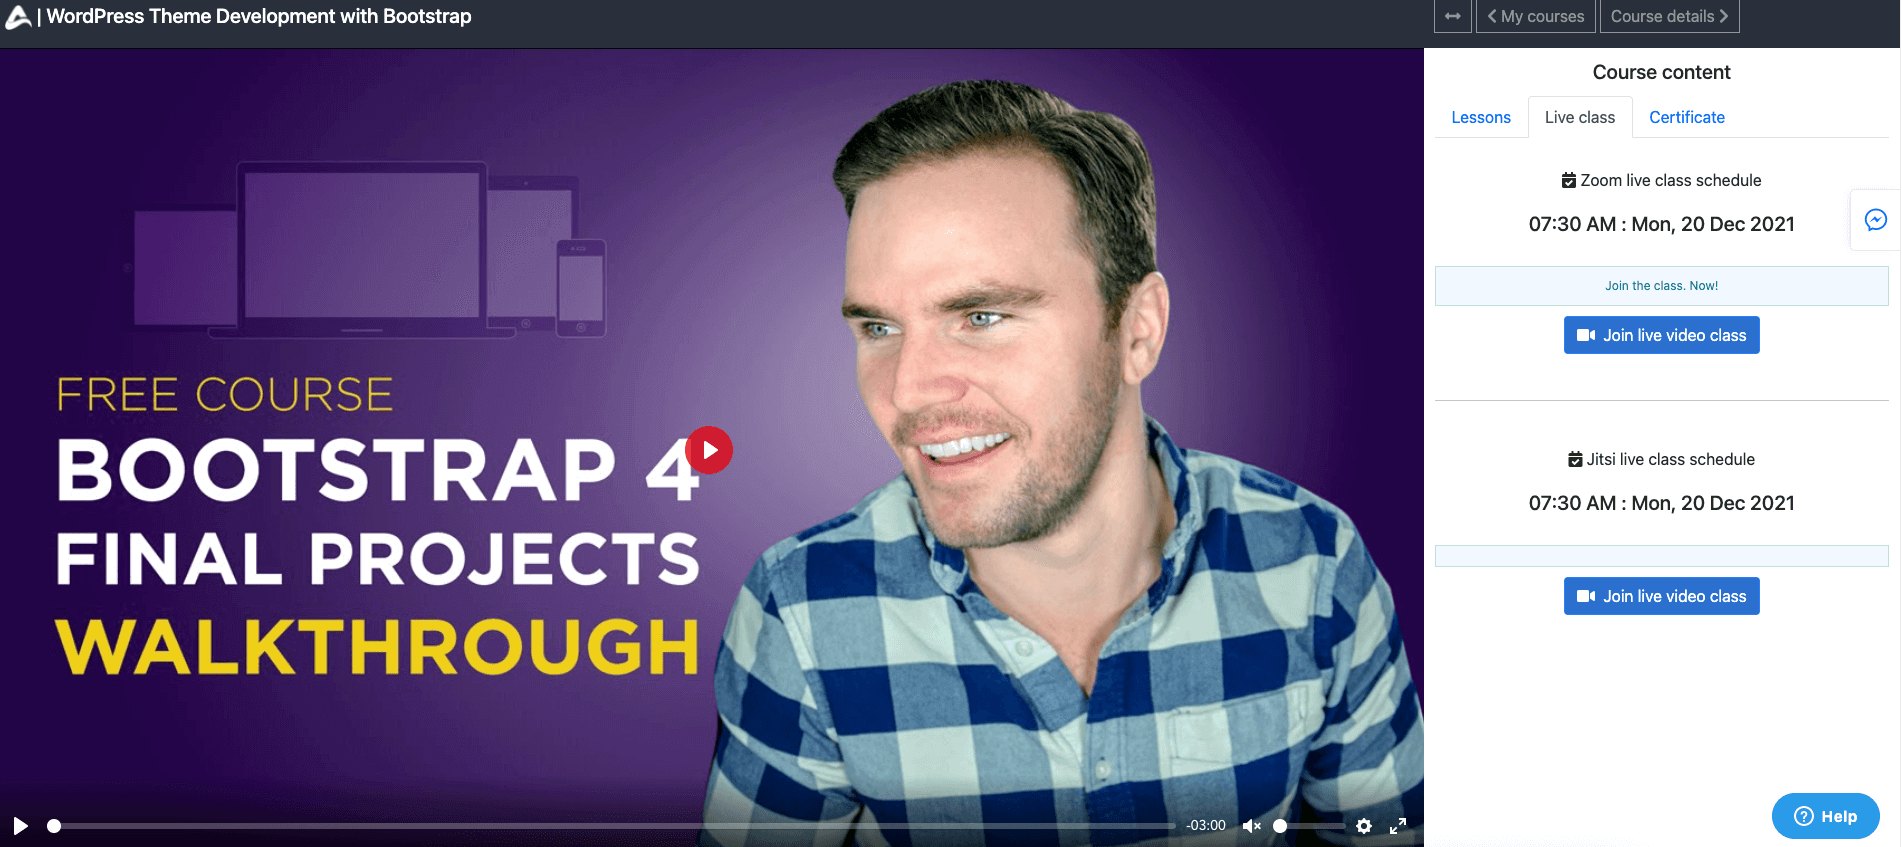 | WordPress Theme Development with Bootstrap
My courses
Course details
FREE COURSE
BOOTSTRAP 4
FINAL PROJECTS
WALKTHROUGH
-03:00
Course content
Lessons
Live class
Certificate
Zoom live class schedule
07:30 AM : Mon, 20 Dec 2021
Join the class. Now!
Join live video class
Jitsi live class schedule
07:30 AM : Mon, 20 Dec 2021
Join live video class
Help